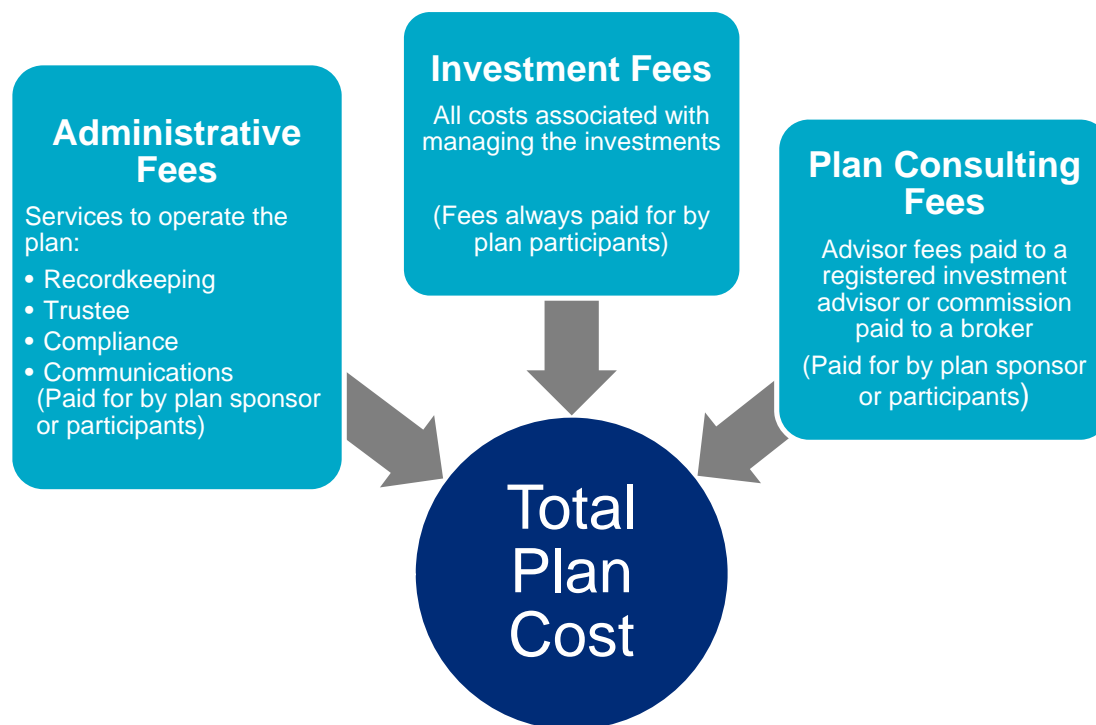 Administrative
Fees
Services to operate the
plan:
• Recordkeeping
• Trustee
• Compliance
• Communications
(Paid for by plan sponsor
or participants)
Investment Fees
All costs associated with
managing the investments
(Fees always paid for by
plan participants)
Plan Consulting
Fees
Advisor fees paid to a
registered investment
advisor or commission
paid to a broker
(Paid for by plan sponsor
or participants)
Total
Plan
Cost